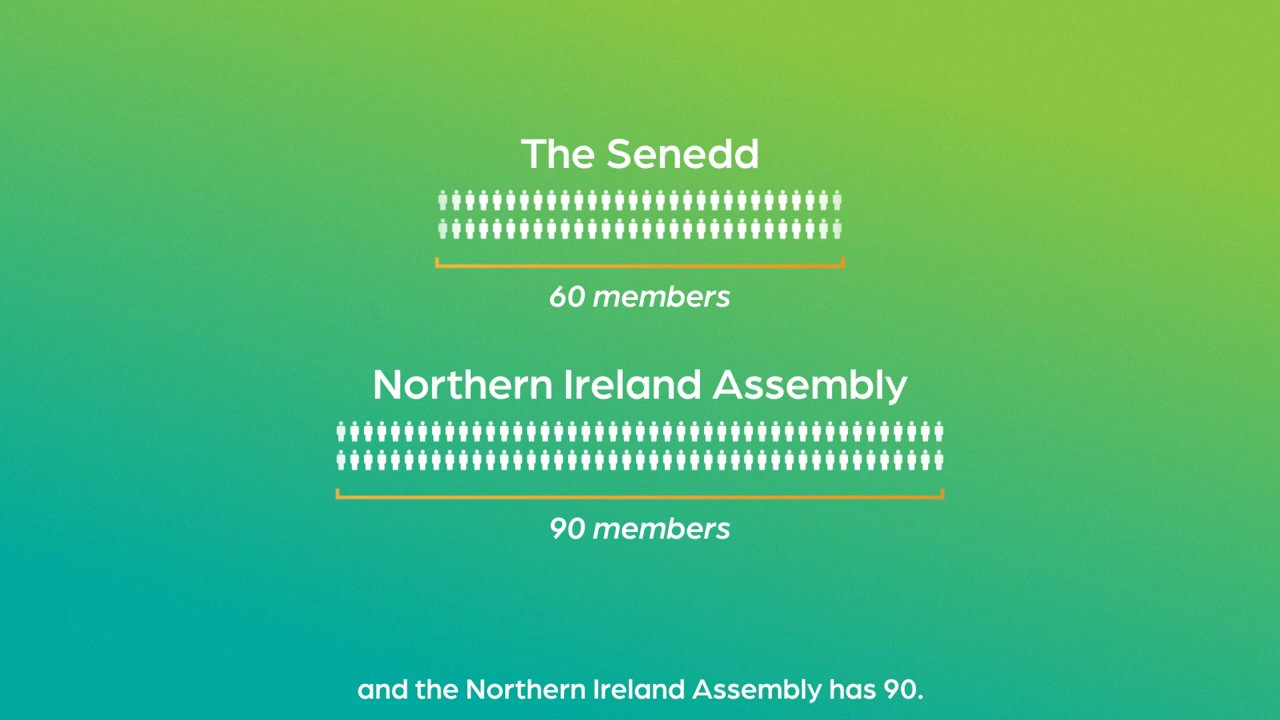 The Senedd
60 members
Northern Ireland Assembly
90 members
and the Northern Ireland Assembly has 90.